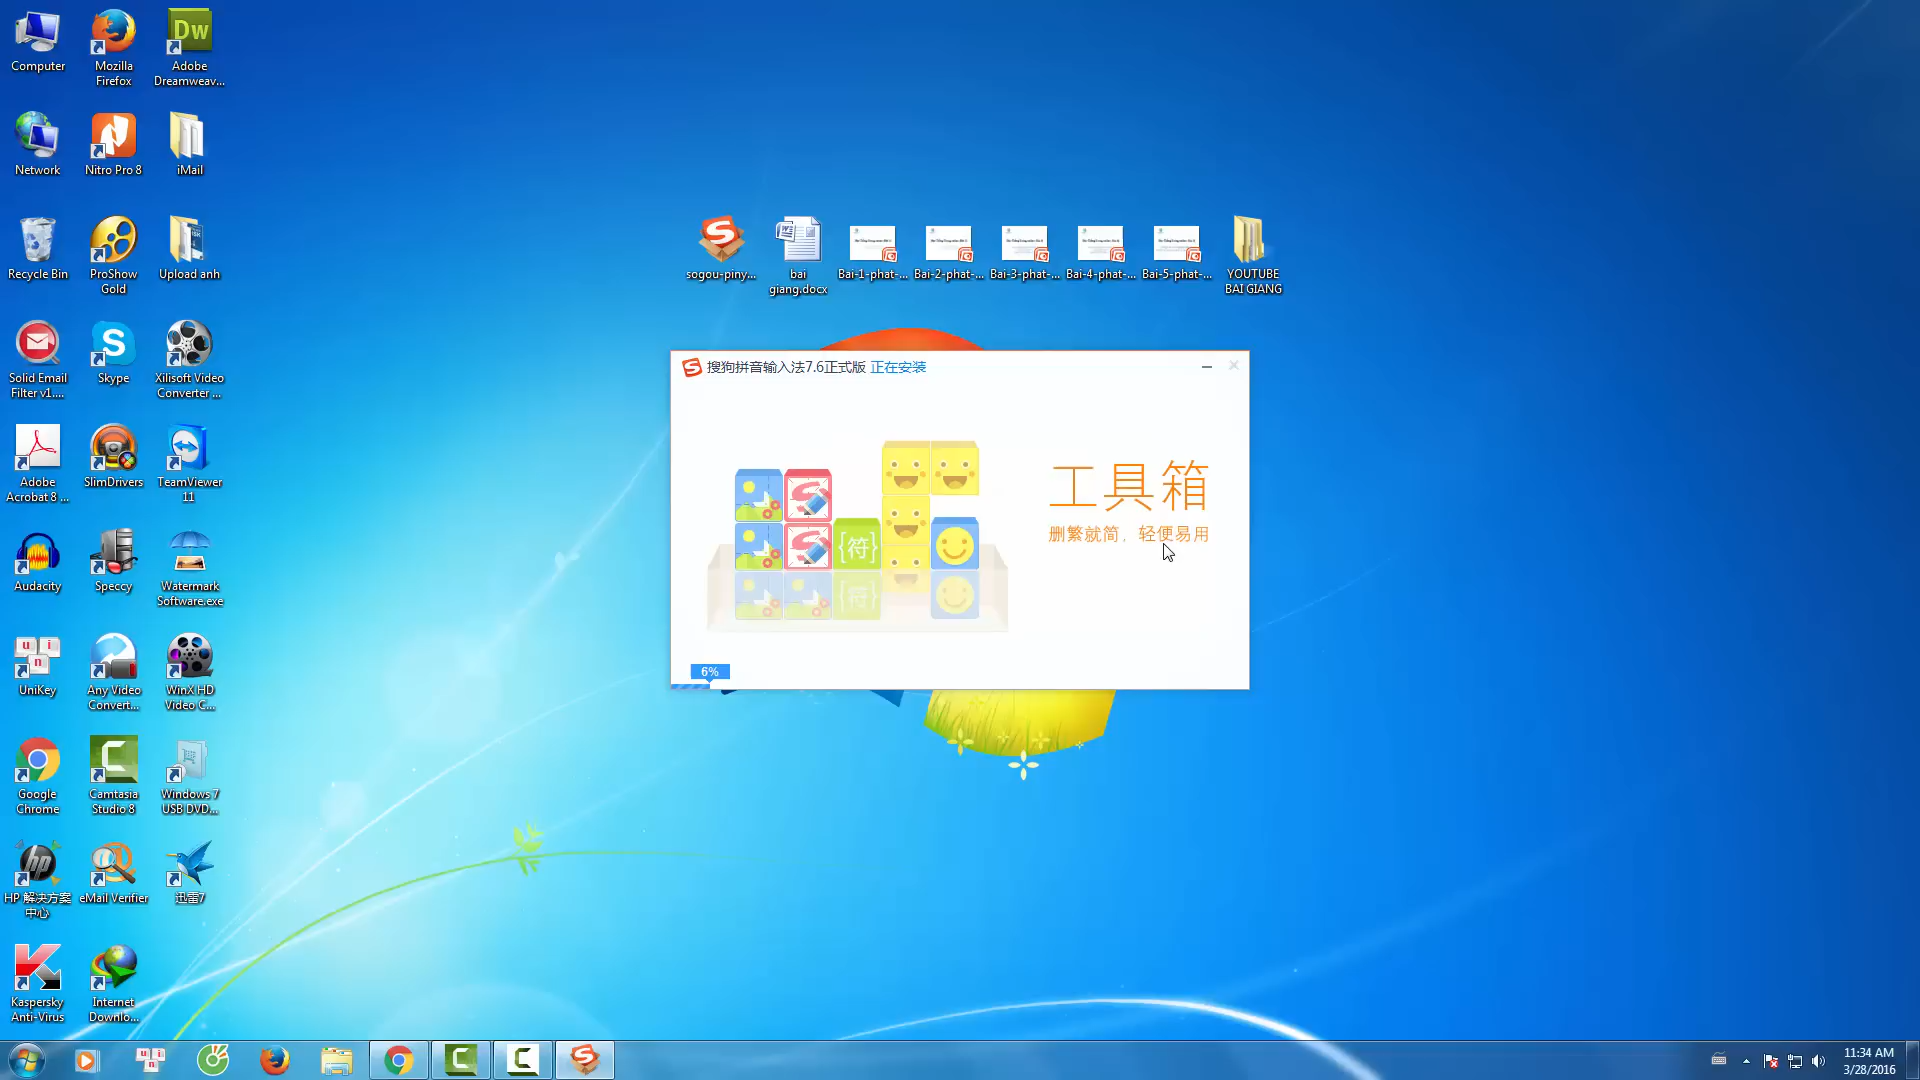 Computer
Mozilla
Firefox
Dw
Adobe
Dreamweav...
Network
Nitro Pro 8
iMail
Recycle Bin
ProShow
Gold
Upload anh
Solid Email
Filter v1....
Skype
Xilisoft Video
Converter ...
Adobe
Acrobat 8 ...
SlimDrivers
TeamViewer
11
Audacity
Speccy
Watermark
Software.exe
UniKey
Any Video
Convert...
WinX HD
Video C...
Google
Chrome
Camtasia
Studio 8
Windows 7
USB DVD...
HP 解决方案
中心
eMail Verifier
迅雷7
Kaspersky
Anti-Virus
Internet
Downlo...
sogou-piny...
bai
giang.docx
Bai-1-phat-...
Bai-2-phat-...
Bai-3-phat-...
Bai-4-phat-...
Bai-5-phat-...
YOUTUBE
BAI GIANG
搜狗拼音输入法7.6正式版 正在安装
{符}
工具箱
删繁就简，轻便易用
6%
11:34 AM
3/28/2016